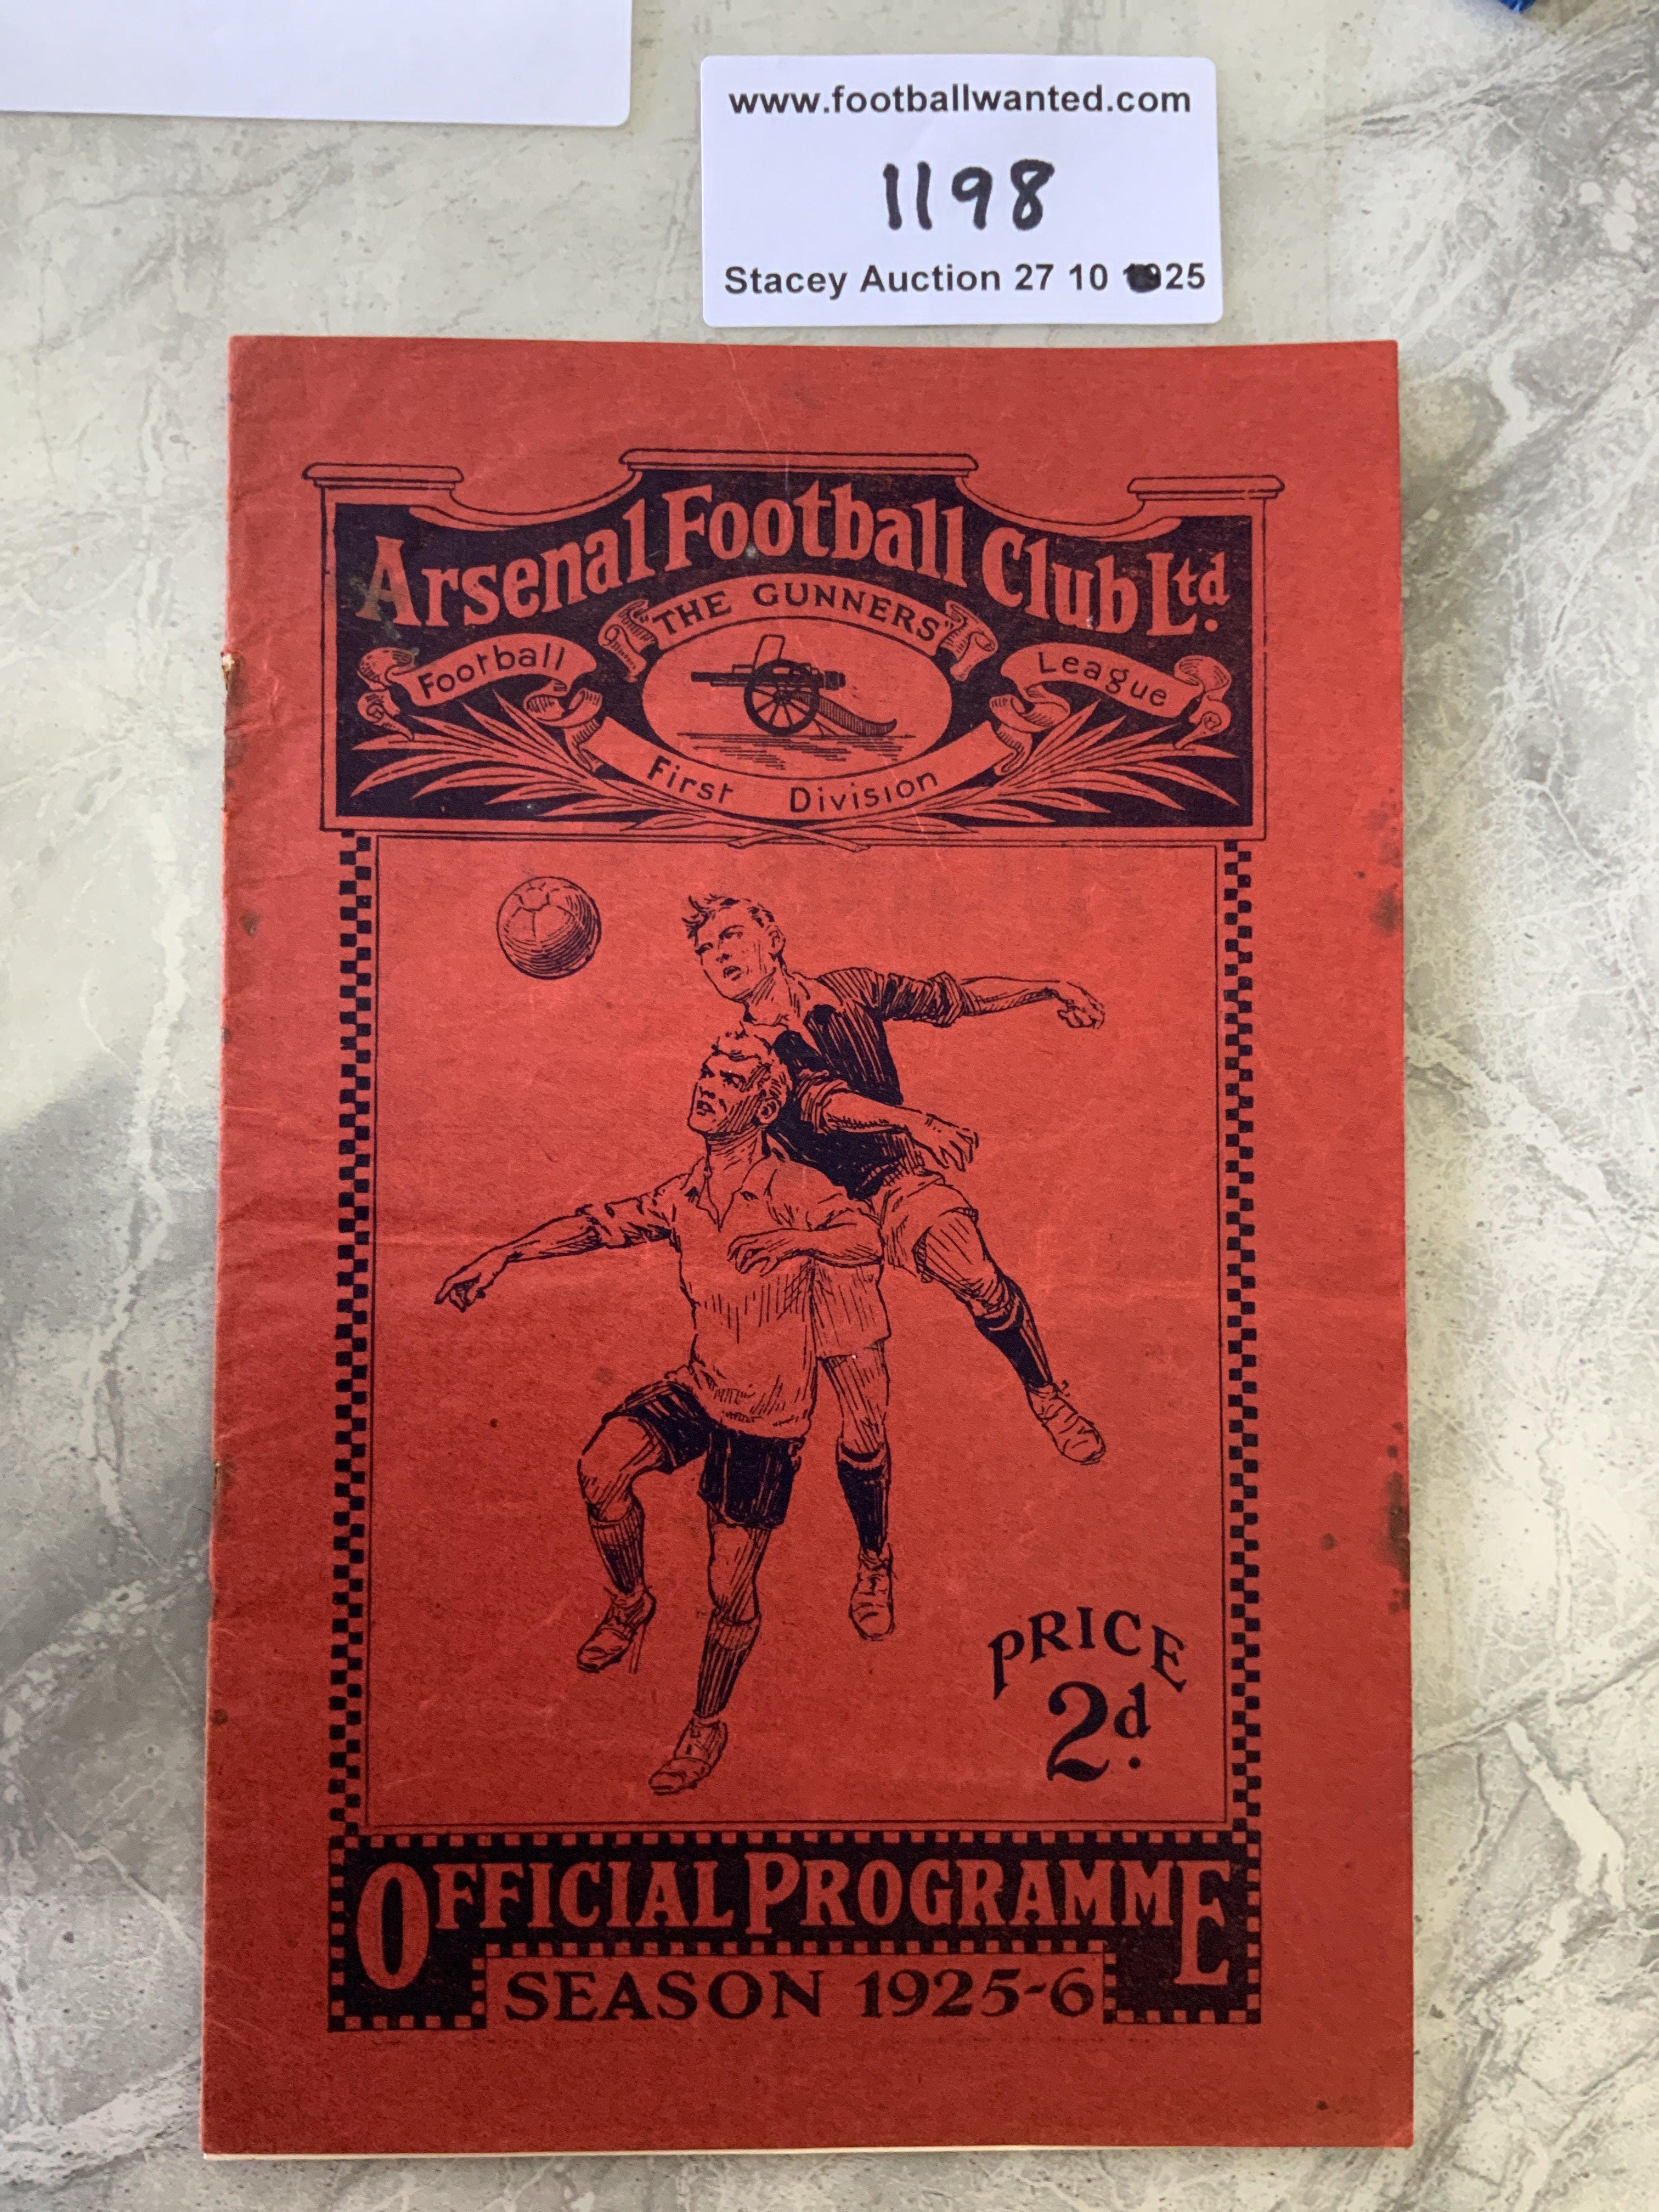 www.footballwanted.com
1198
Stacey Auction 27 10 1925
Arsenal Football Club Ltd.
"THE GUNNERS"
Football League
First Division
PRICE
2d.
OFFICIAL PROGRAMME
SEASON 1925-6